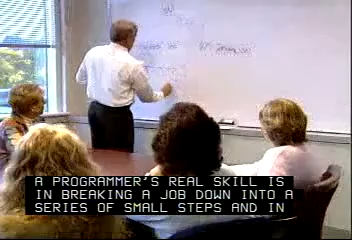 A PROGRAMMER'S REAL SKILL IS
IN BREAKING A JOB DOWN INTO A
SERIES OF SMALL STEPS AND IN